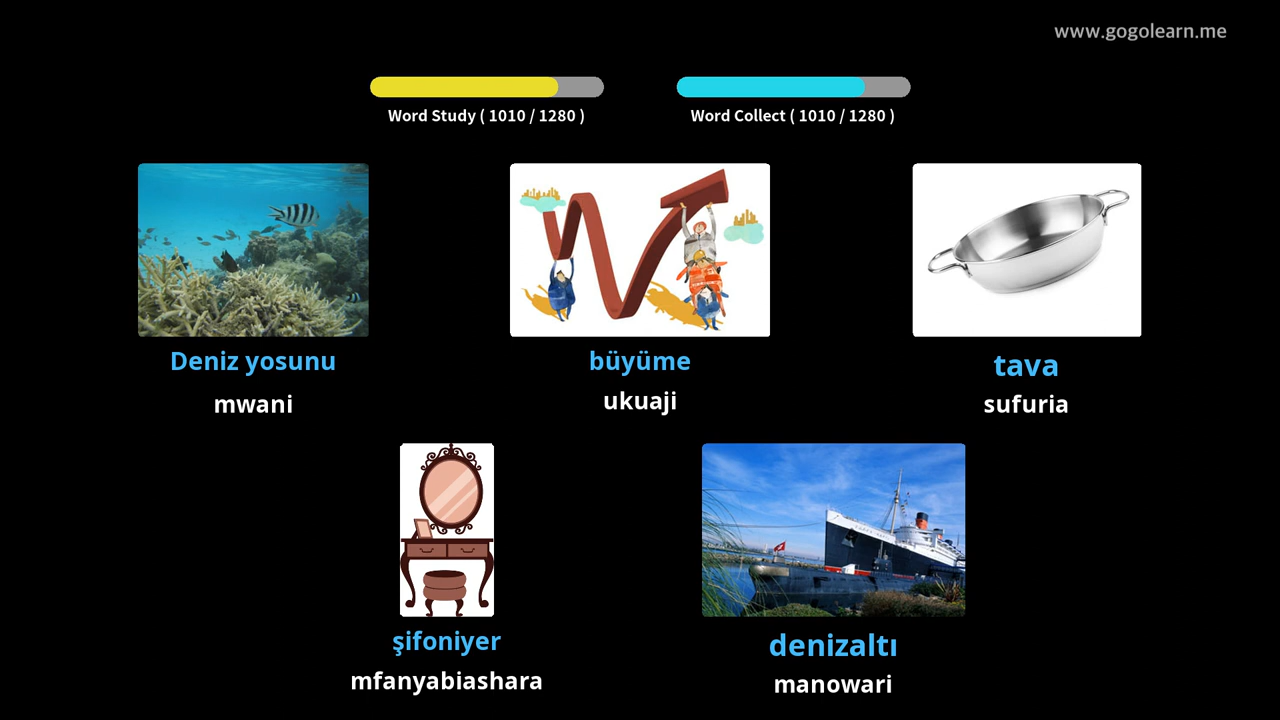 www.gogolearn.me
Word Study ( 1010 / 1280 )
Word Collect ( 1010 / 1280 )
Deniz yosunu
mwani
büyüme
ukuaji
tava
sufuria
şifoniyer
mfanyabiashara
denizaltı
manowari